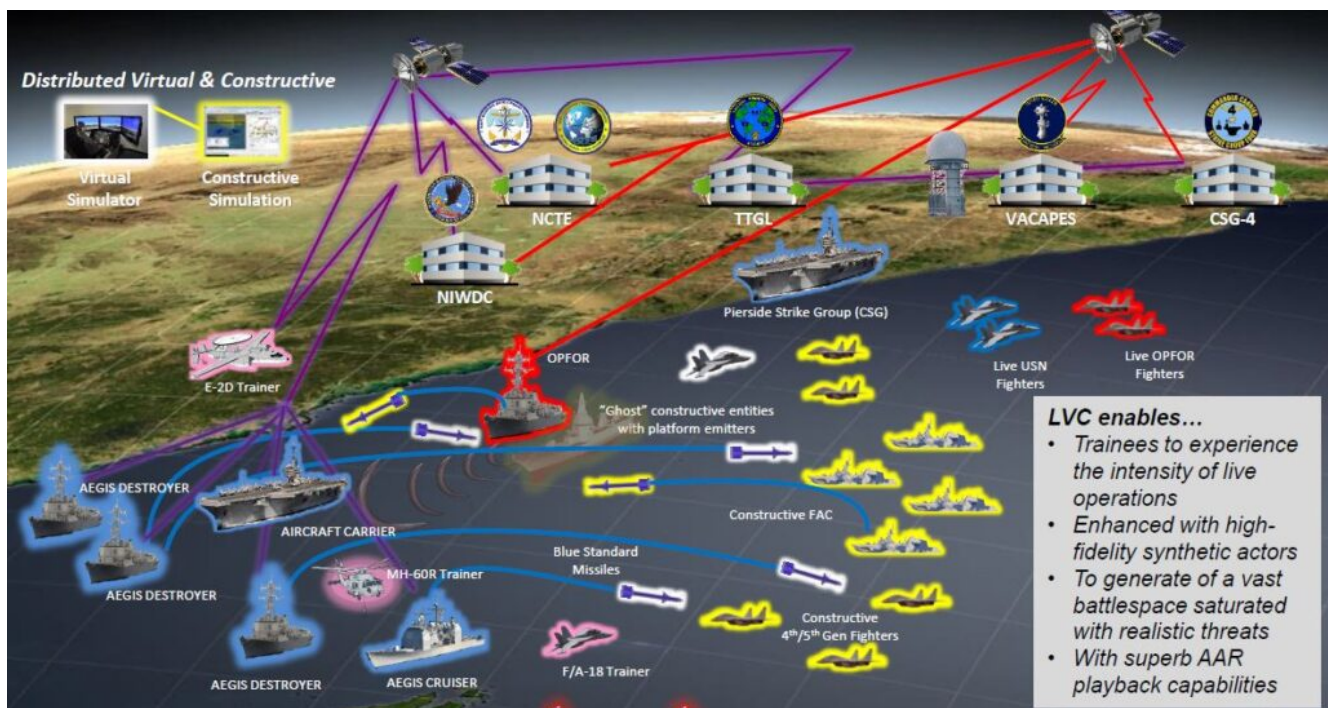 Distributed Virtual & Constructive
Virtual
Simulator
Constructive
Simulation
NCTE
TTGL
VACAPES
CSG-4
NIWDC
Pierside Strike Group (CSG)
E-2D Trainer
OPFOR
Live USN
Fighters
Live OPFOR
Fighters
"Ghost" constructive entities
with platform emitters
AEGIS DESTROYER
AIRCRAFT CARRIER
Constructive FAC
Blue Standard
Missiles
MH-60R Trainer
AEGIS DESTROYER
Constructive
4th/5th Gen Fighters
F/A-18 Trainer
AEGIS DESTROYER
AEGIS CRUISER
LVC enables…
• Trainees to experience
the intensity of live
operations
• Enhanced with high-
fidelity synthetic actors
• To generate of a vast
battlespace saturated
with realistic threats
• With superb AAR
playback capabilities